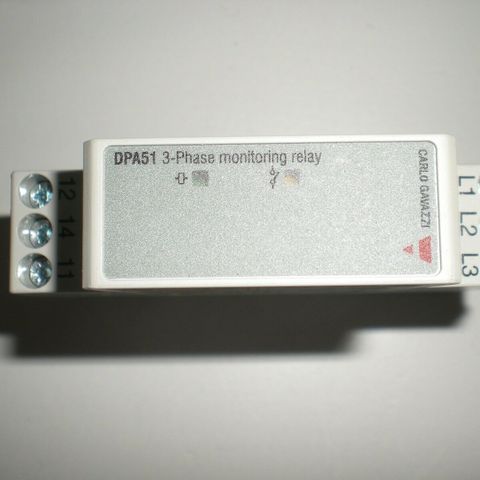 DPA51 3-Phase monitoring relay
CARLO GAVAZZI
12
14
11
L1
L2
L3